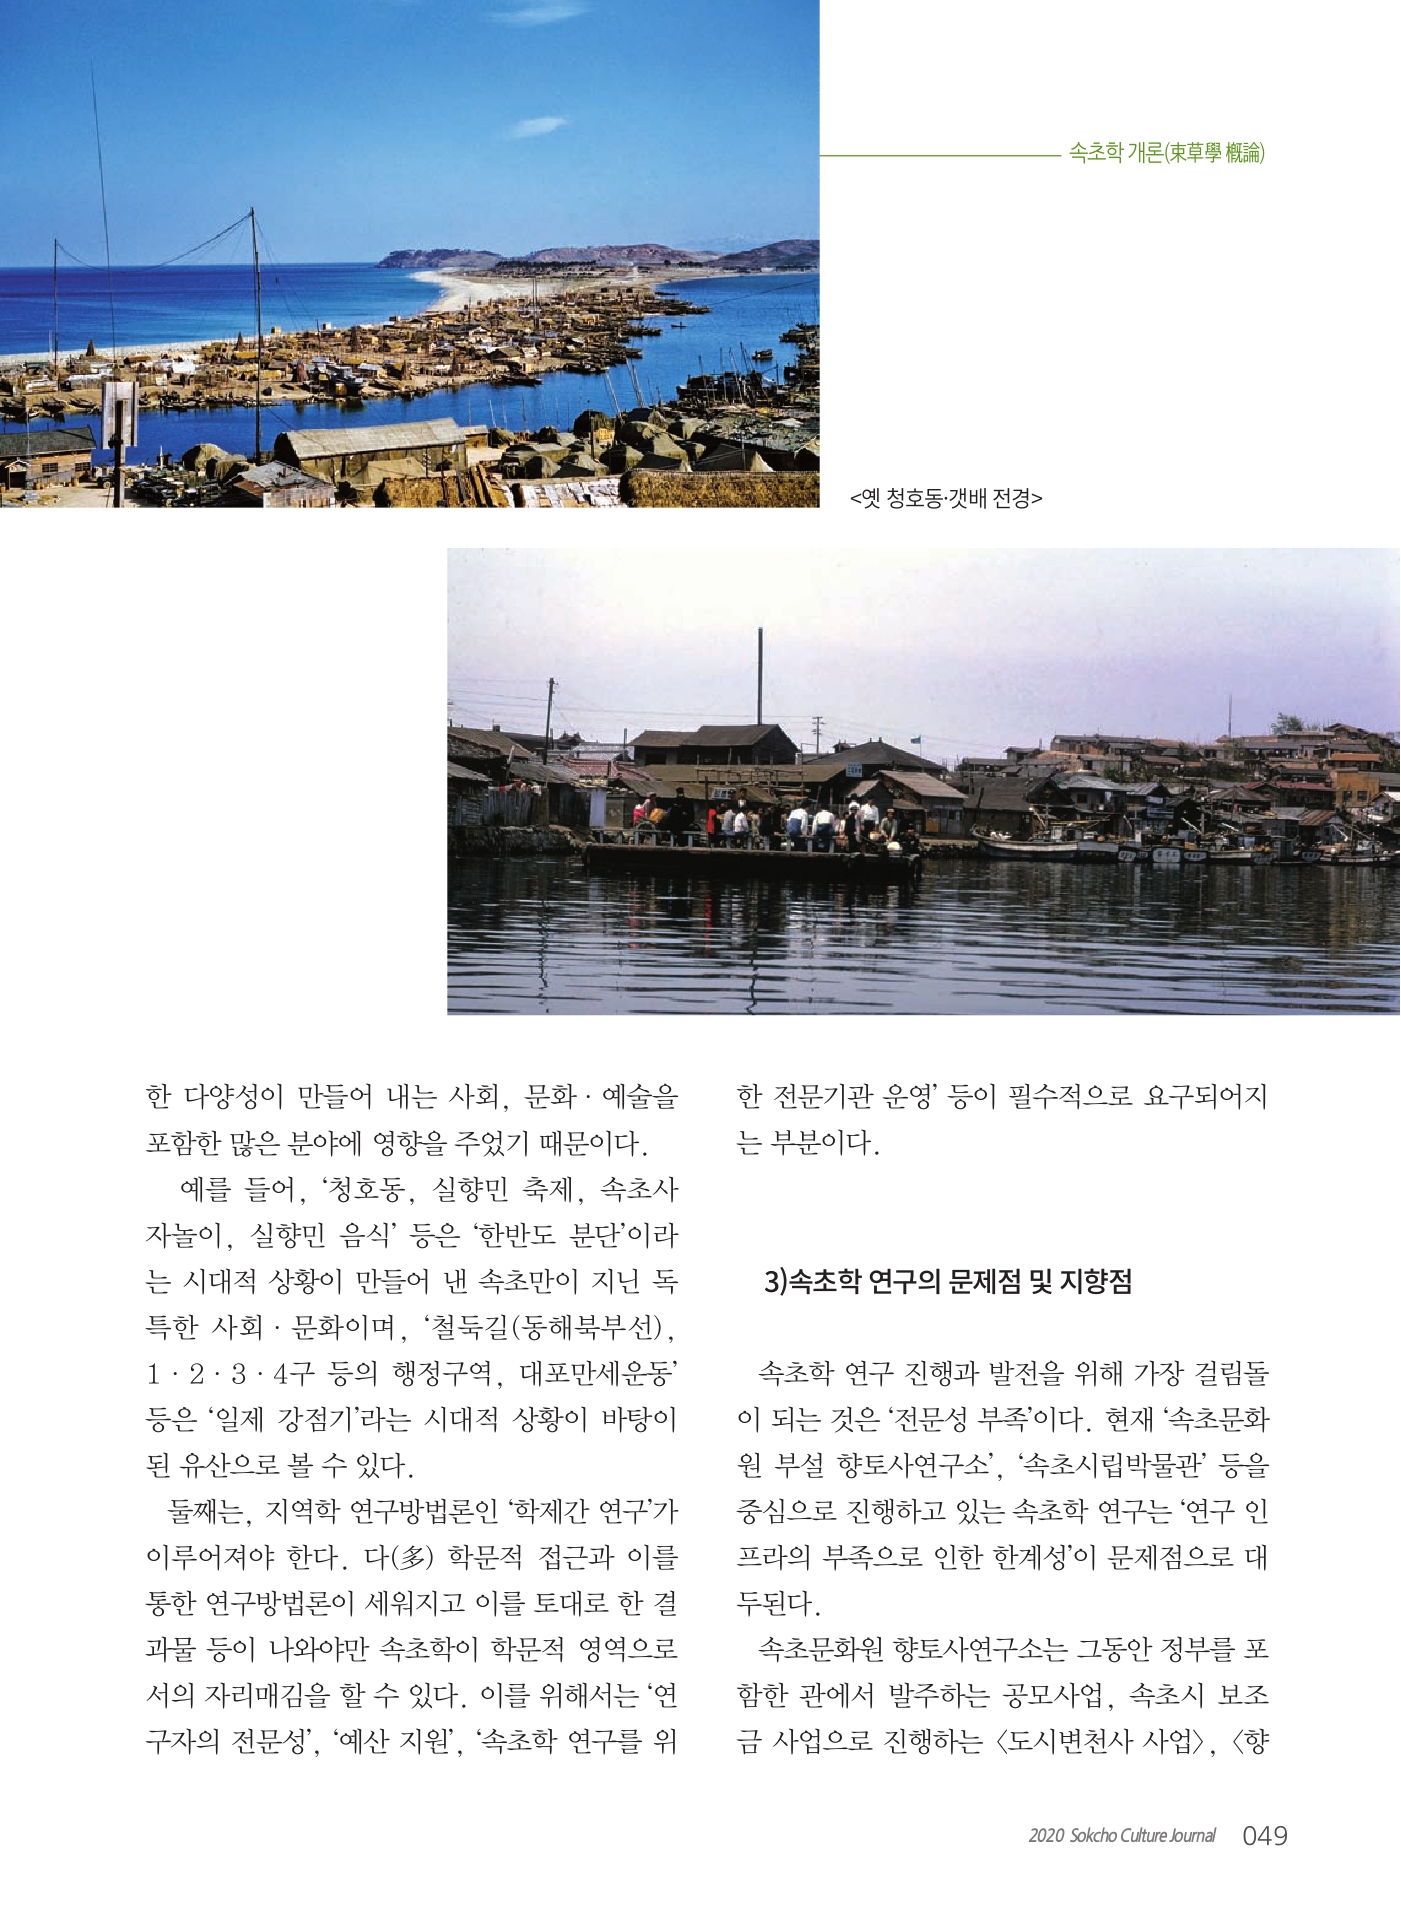 속초학 개론(束草學 槪論)
<옛 청호동·갯배 전경>
한 다양성이 만들어 내는 사회, 문화 · 예술을
포함한 많은 분야에 영향을 주었기 때문이다.
예를 들어, ‘청호동, 실향민 축제, 속초사
자놀이, 실향민 음식’ 등은 ‘한반도 분단’이라
는 시대적 상황이 만들어 낸 속초만이 지닌 독
특한 사회 · 문화이며, ‘철둑길(동해북부선),
1 · 2 · 3 · 4구 등의 행정구역, 대포만세운동’
등은 ‘일제 강점기’라는 시대적 상황이 바탕이
된 유산으로 볼 수 있다.
둘째는, 지역학 연구방법론인 ‘학제간 연구’가
이루어져야 한다. 다(多) 학문적 접근과 이를
통한 연구방법론이 세워지고 이를 토대로 한 결
과물 등이 나와야만 속초학이 학문적 영역으로
서의 자리매김을 할 수 있다. 이를 위해서는 ‘연
구자의 전문성’, ‘예산 지원’, ‘속초학 연구를 위
한 전문기관 운영’ 등이 필수적으로 요구되어지
는 부분이다.
3)속초학 연구의 문제점 및 지향점
속초학 연구 진행과 발전을 위해 가장 걸림돌
이 되는 것은 ‘전문성 부족’이다. 현재 ‘속초문화
원 부설 향토사연구소’, ‘속초시립박물관’ 등을
중심으로 진행하고 있는 속초학 연구는 ‘연구 인
프라의 부족으로 인한 한계성’이 문제점으로 대
두된다.
속초문화원 향토사연구소는 그동안 정부를 포
함한 관에서 발주하는 공모사업, 속초시 보조
금 사업으로 진행하는 〈도시변천사 사업〉, 〈향
2020 Sokcho Culture Journal 049